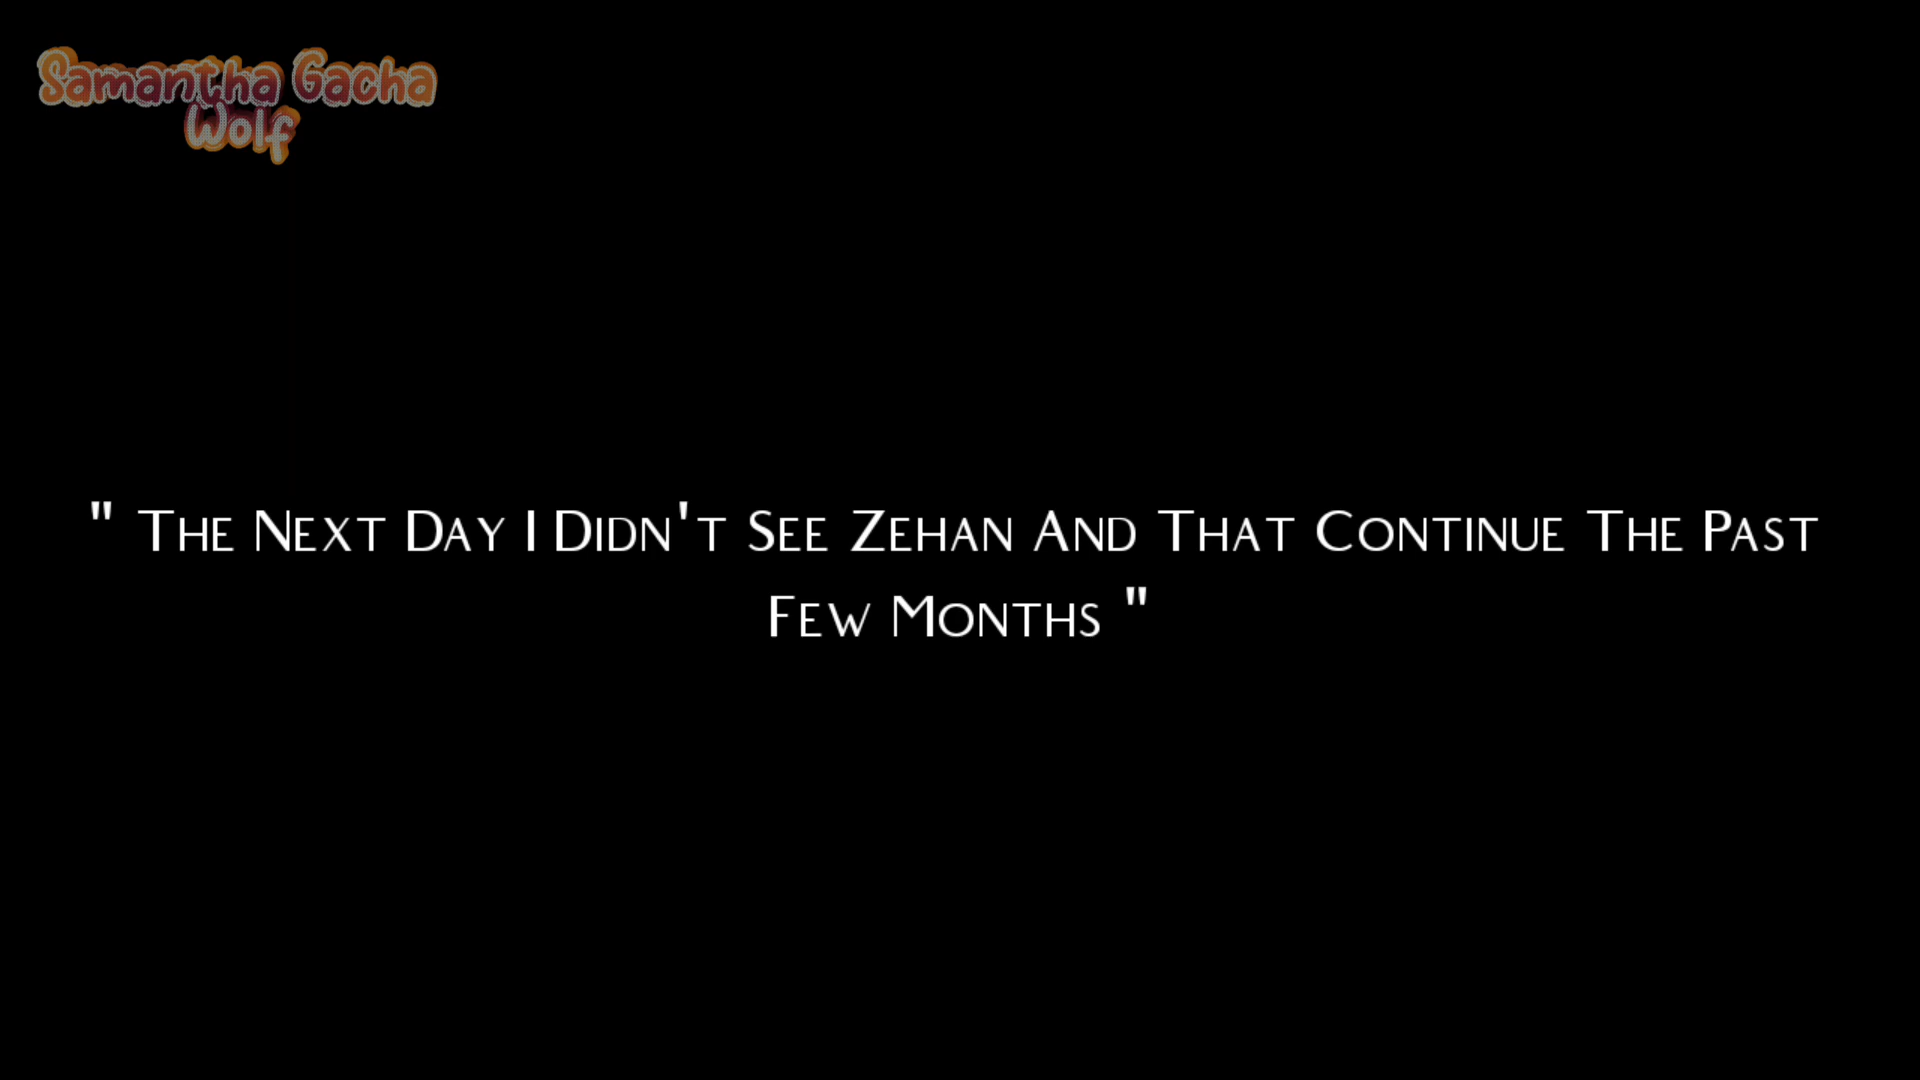 Samantha Gacha
Wolf
" The Next Day I Didn't See Zehan And That Continue The Past
Few Months "